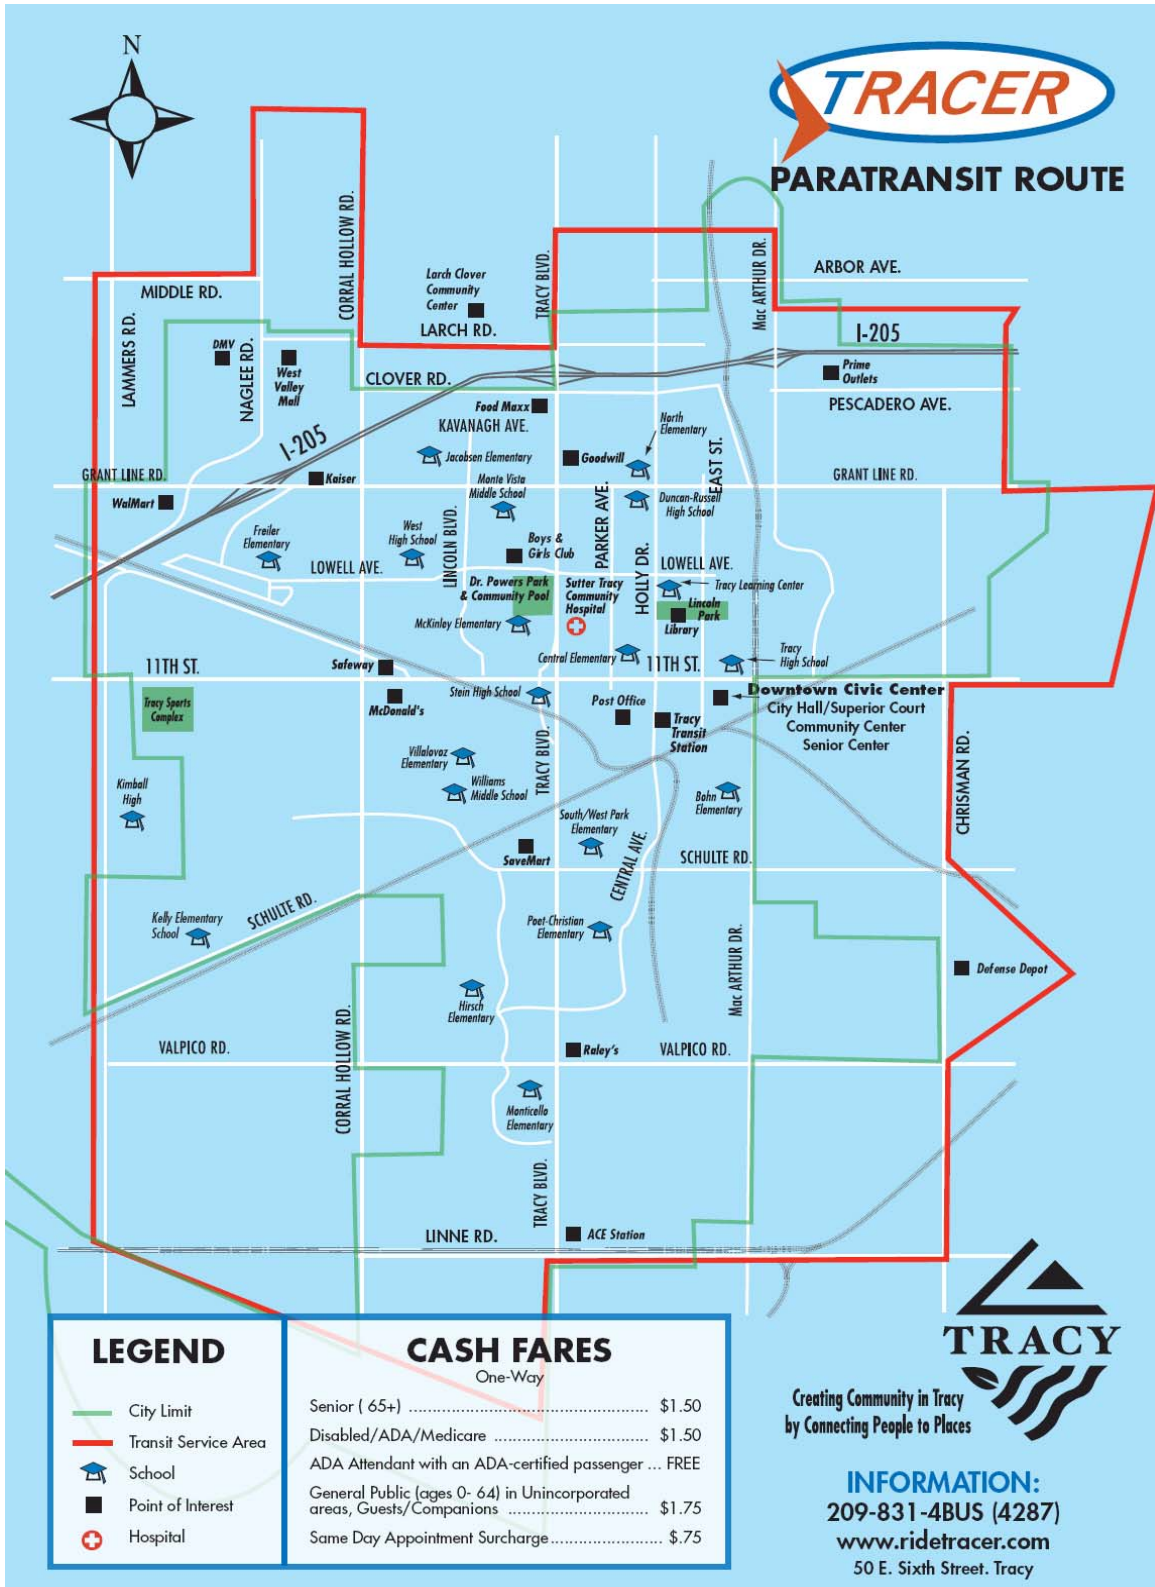 N
TRACER
PARATRANSIT ROUTE
CORRAL HOLLOW RD.
TRACY BLVD.
Mac ARTHUR DR.
ARBOR AVE.
MIDDLE RD.
Larch Clover
Community
Center
LARCH RD.
LAMMERS RD.
NAGLEE RD.
DMV
West
Valley
Mall
CLOVER RD.
I-205
Prime
Outlets
PESCADERO AVE.
Food Maxx
KAVANAGH AVE.
North
Elementary
I-205
Jacobsen Elementary
Goodwill
EAST ST.
GRANT LINE RD.
Kaiser
Monte Vista
Middle School
GRANT LINE RD.
WalMart
Duncan-Russell
High School
PARKER AVE.
LINCOLN BLVD.
Freiler
Elementary
West
High School
Boys &
Girls Club
HOLLY DR.
LOWELL AVE.
LOWELL AVE.
Dr. Powers Park
& Community Pool
Sutter Tracy
Community
Hospital
Tracy Learning Center
Lincoln
Park
Library
McKinley Elementary
11TH ST.
Safeway
Central Elementary
11TH ST.
Tracy
High School
Tracy Sports
Complex
McDonald's
Stein High School
Post Office
Tracy
Transit
Station
Downtown Civic Center
City Hall/Superior Court
Community Center
Senior Center
TRACY BLVD.
CHRISMAN RD.
Villalovoz
Elementary
Kimball
High
Williams
Middle School
Bohn
Elementary
South/West Park
Elementary
SaveMart
CENTRAL AVE.
SCHULTE RD.
SCHULTE RD.
Kelly Elementary
School
Poet-Christian
Elementary
Mac ARTHUR DR.
Defense Depot
Hirsch
Elementary
CORRAL HOLLOW RD.
VALPICO RD.
Raley's
VALPICO RD.
Monticello
Elementary
TRACY BLVD.
LINNE RD.
ACE Station
LEGEND
City Limit
Transit Service Area
School
Point of Interest
Hospital
CASH FARES
One-Way
Senior ( 65+) ............................................... $1.50
Disabled/ADA/Medicare .............................. $1.50
ADA Attendant with an ADA-certified passenger ... FREE
General Public (ages 0- 64) in Unincorporated
areas, Guests/Companions ........................... $1.75
Same Day Appointment Surcharge...................... $.75
TRACY
Creating Community in Tracy
by Connecting People to Places
INFORMATION:
209-831-4BUS (4287)
www.ridetracer.com
50 E. Sixth Street. Tracy